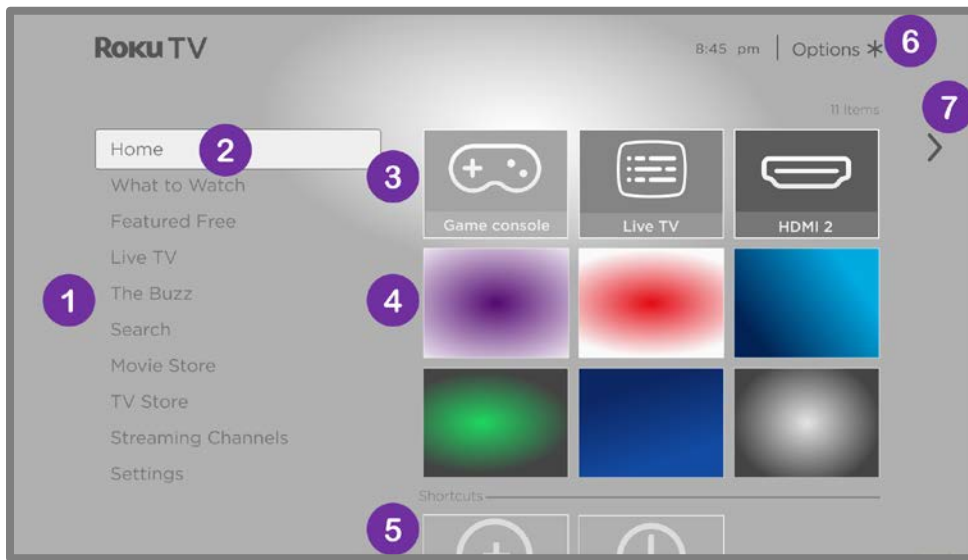 Roku TV
8:45 pm | Options *
6
7
11 Items
Home
2
What to Watch
Featured Free
Live TV
The Buzz
Search
Movie Store
TV Store
Streaming Channels
Settings
1
3
Game console
Live TV
HDMI 2
4
Shortcuts
5